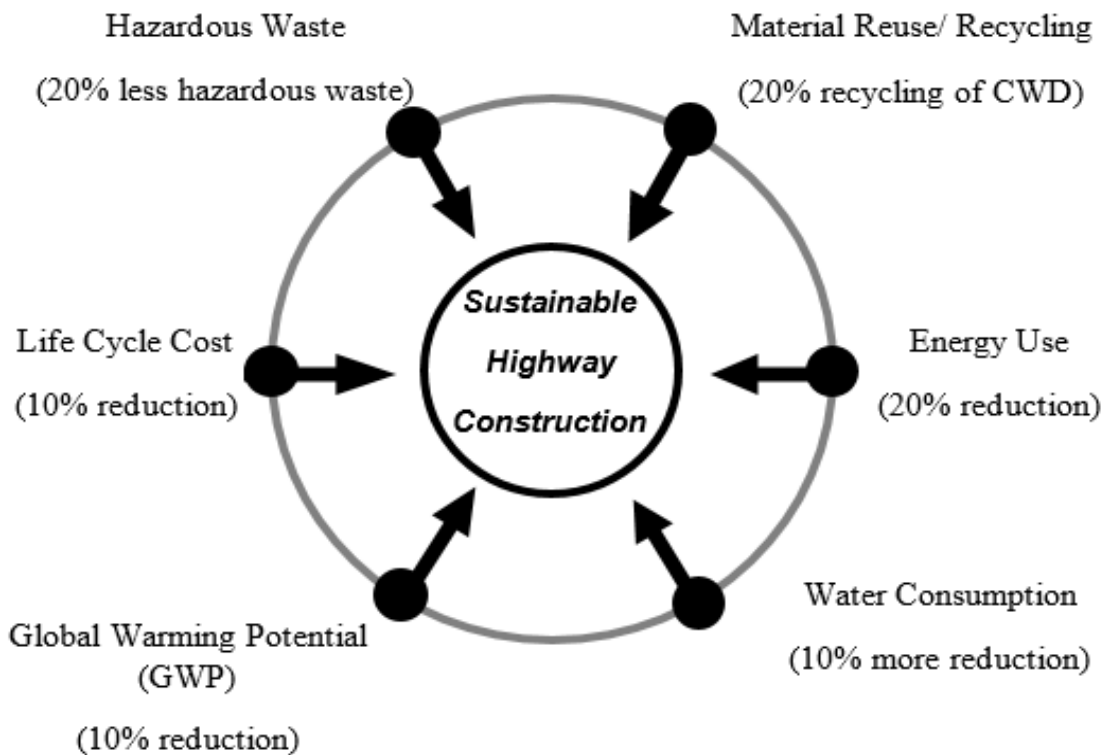 Hazardous Waste
(20% less hazardous waste)
Material Reuse/ Recycling
(20% recycling of CWD)
Sustainable
Highway
Construction
Life Cycle Cost
(10% reduction)
Energy Use
(20% reduction)
Global Warming Potential
(GWP)
(10% reduction)
Water Consumption
(10% more reduction)